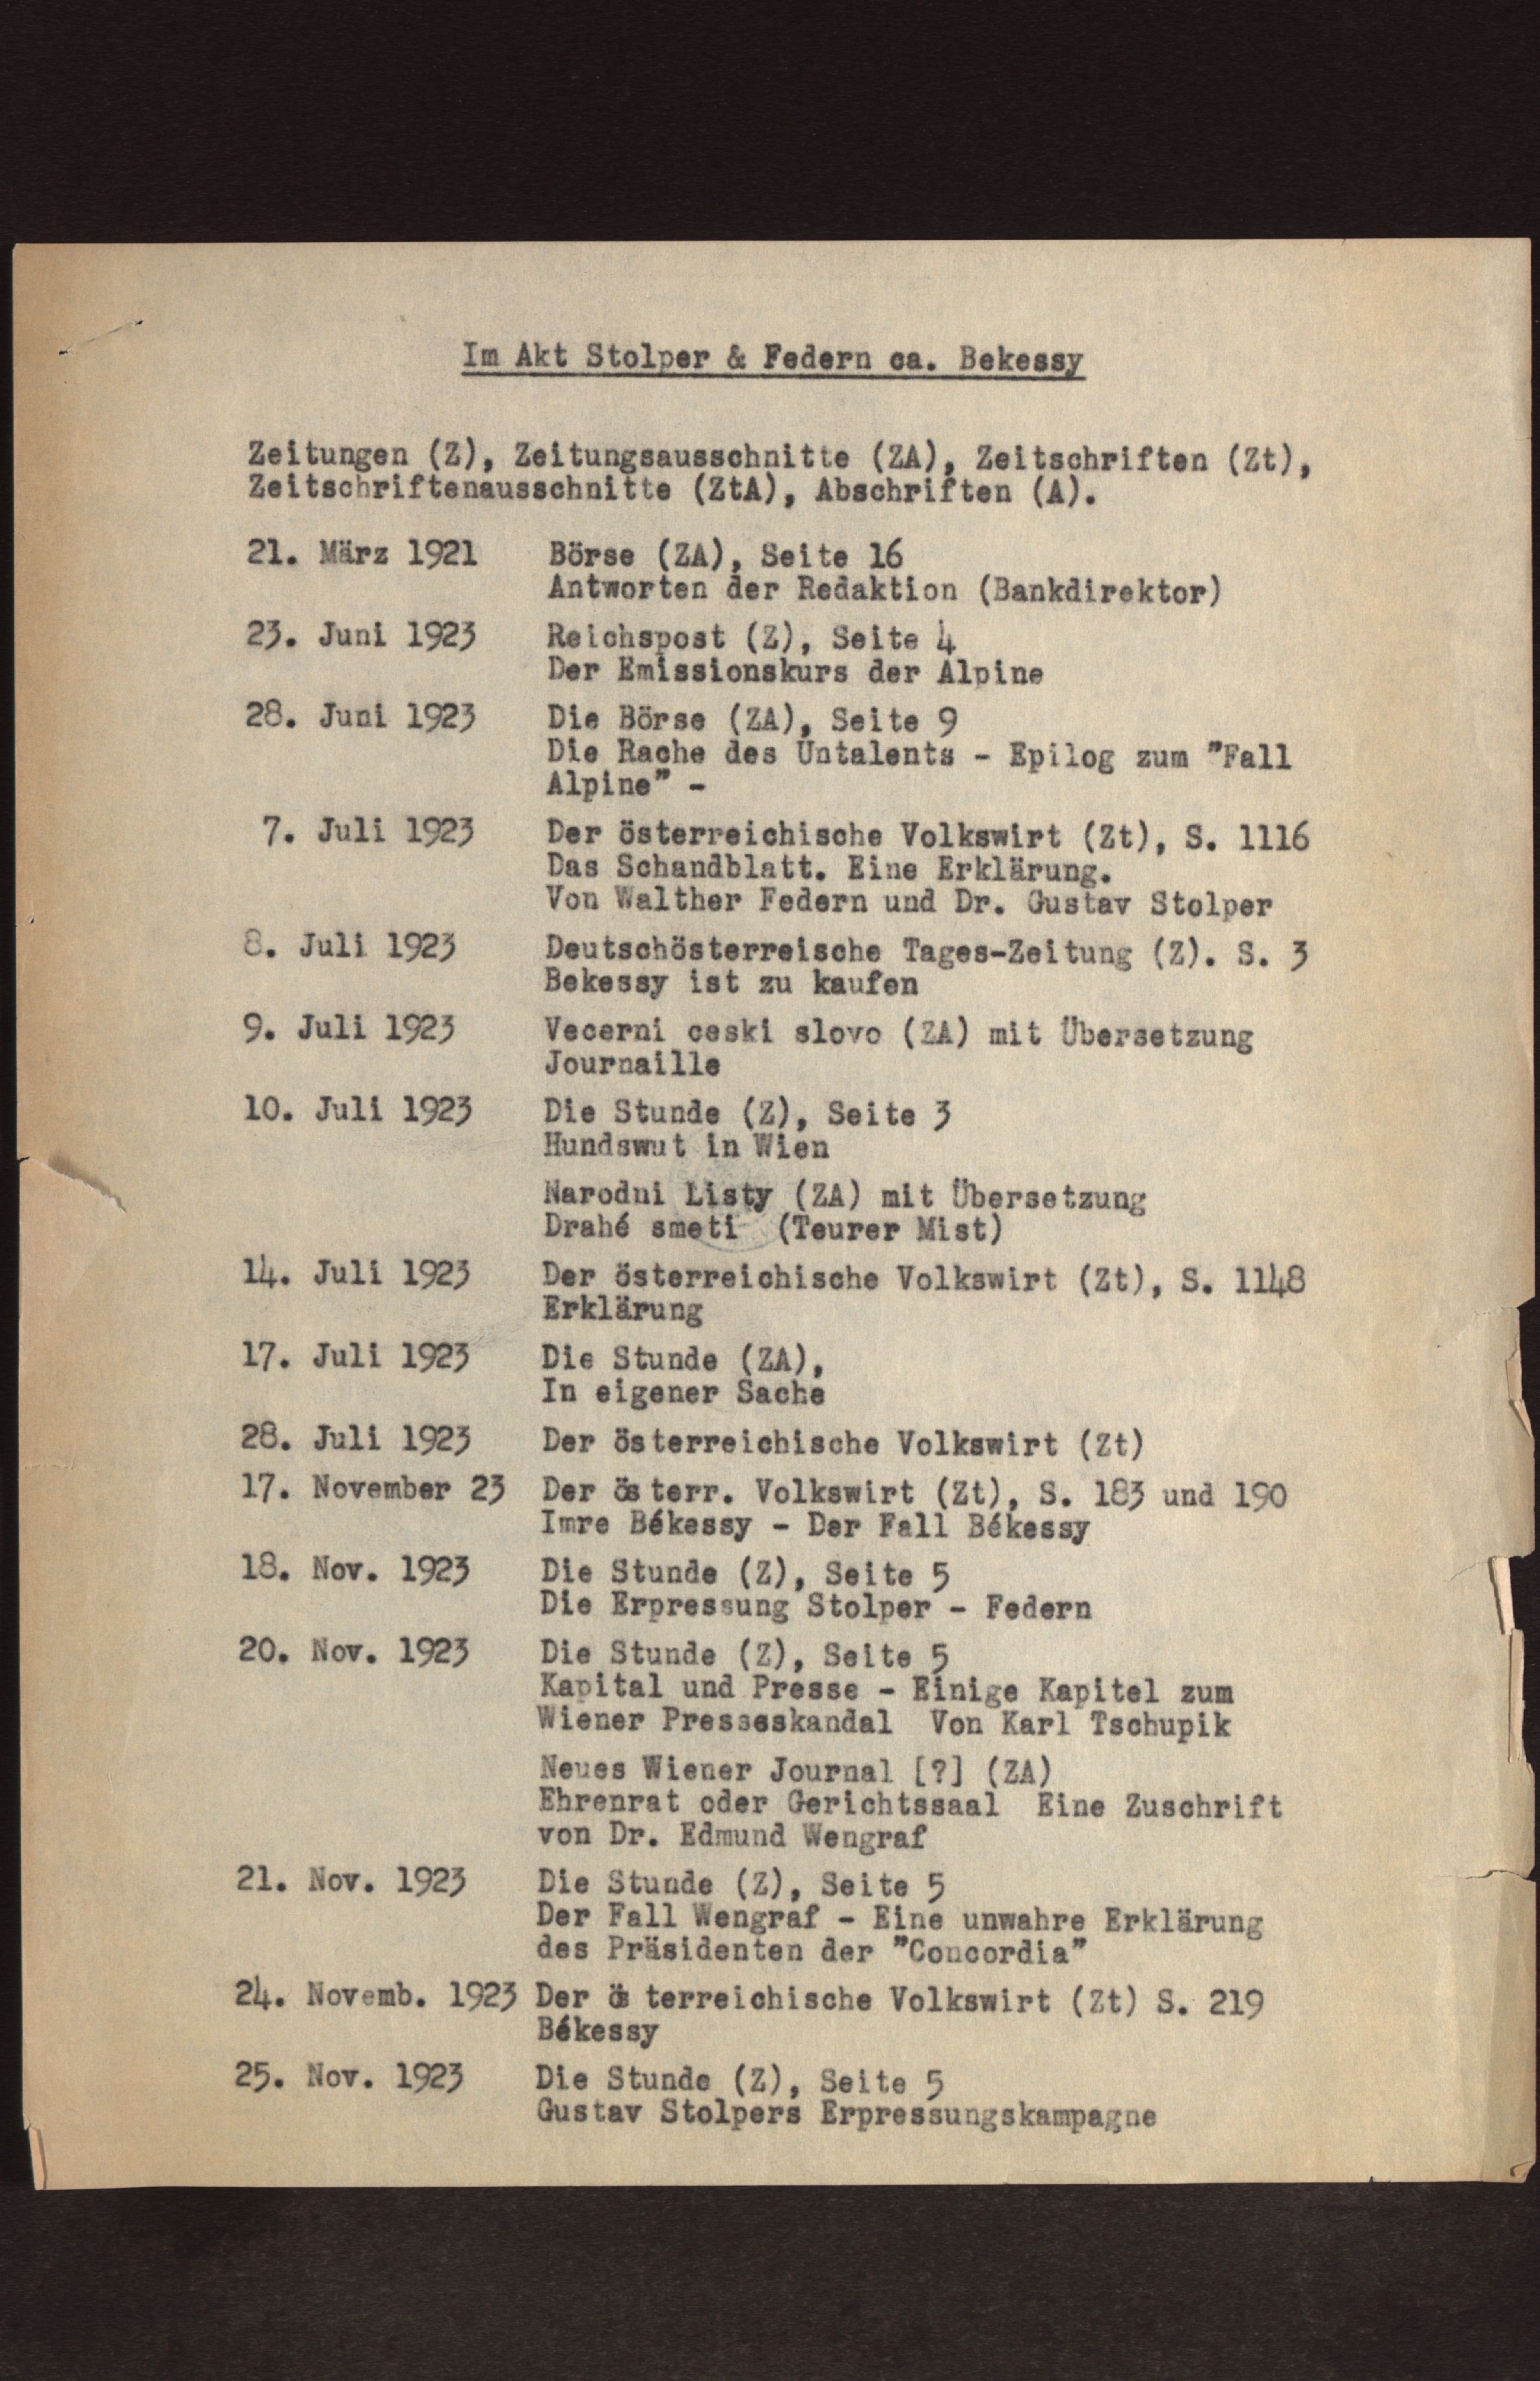 Im Akt Stolper & Federn ca. Bekessy
Zeitungen (Z), Zeitungsausschnitte (ZA), Zeitschriften (Zt),
Zeitschriftenausschnitte (ZtA), Abschriften (A).
21. März 1921 Börse (ZA), Seite 16
Antworten der Redaktion (Bankdirektor)
23. Juni 1923 Reichspost (Z), Seite 4
Der Emissionskurs der Alpine
28. Juni 1923 Die Börse (ZA), Seite 9
Die Rache des Untalents - Epilog zum "Fall
Alpine" -
7. Juli 1923 Der österreichische Volkswirt (Zt), S. 1116
Das Schandblatt. Eine Erklärung.
Von Walther Federn und Dr. Gustav Stolper
8. Juli 1923 Deutschösterreische Tages-Zeitung (Z). S. 3
Bekessy ist zu kaufen
9. Juli 1923 Vecerni ceski slovo (ZA) mit Übersetzung
Journaille
10. Juli 1923 Die Stunde (Z), Seite 3
Hundswut in Wien
Narodni Listy (ZA) mit Übersetzung
Drahé smeti (Teurer Mist)
14. Juli 1923 Der österreichische Volkswirt (Zt), S. 1148
Erklärung
17. Juli 1923 Die Stunde (ZA),
In eigener Sache
28. Juli 1923 Der österreichische Volkswirt (Zt)
17. November 23 Der österr. Volkswirt (Zt), S. 183 und 190
Imre Békessy - Der Fall Békessy
18. Nov. 1923 Die Stunde (Z), Seite 5
Die Erpressung Stolper - Federn
20. Nov. 1923 Die Stunde (Z), Seite 5
Kapital und Presse - Einige Kapitel zum
Wiener Presseskandal Von Karl Tschupik
Neues Wiener Journal [?] (ZA)
Ehrenrat oder Gerichtssaal Eine Zuschrift
von Dr. Edmund Wengraf
21. Nov. 1923 Die Stunde (Z), Seite 5
Der Fall Wengraf - Eine unwahre Erklärung
des Präsidenten der "Concordia"
24. Novemb. 1923 Der österreichische Volkswirt (Zt) S. 219
Békessy
25. Nov. 1923 Die Stunde (Z), Seite 5
Gustav Stolpers Erpressungskampagne